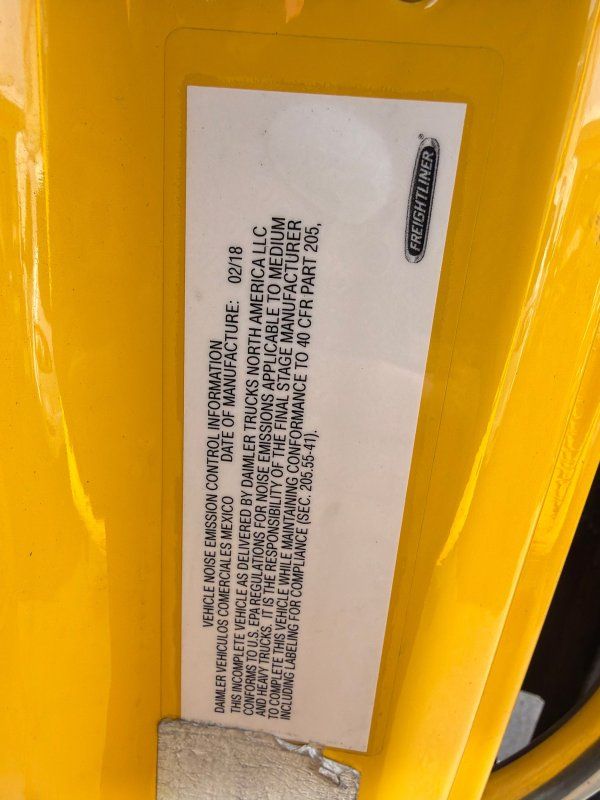 FREIGHTLINER®
VEHICLE NOISE EMISSION CONTROL INFORMATION
DAIMLER VEHICULOS COMERCIALES MEXICO DATE OF MANUFACTURE: 02/18
THIS INCOMPLETE VEHICLE AS DELIVERED BY DAIMLER TRUCKS NORTH AMERICA LLC
CONFORMS TO U.S. EPA REGULATIONS FOR NOISE EMISSIONS APPLICABLE TO MEDIUM
AND HEAVY TRUCKS. IT IS THE RESPONSIBILITY OF THE FINAL STAGE MANUFACTURER
TO COMPLETE THIS VEHICLE WHILE MAINTAINING CONFORMANCE TO 40 CFR PART 205,
INCLUDING LABELING FOR COMPLIANCE (SEC. 205.55-41).